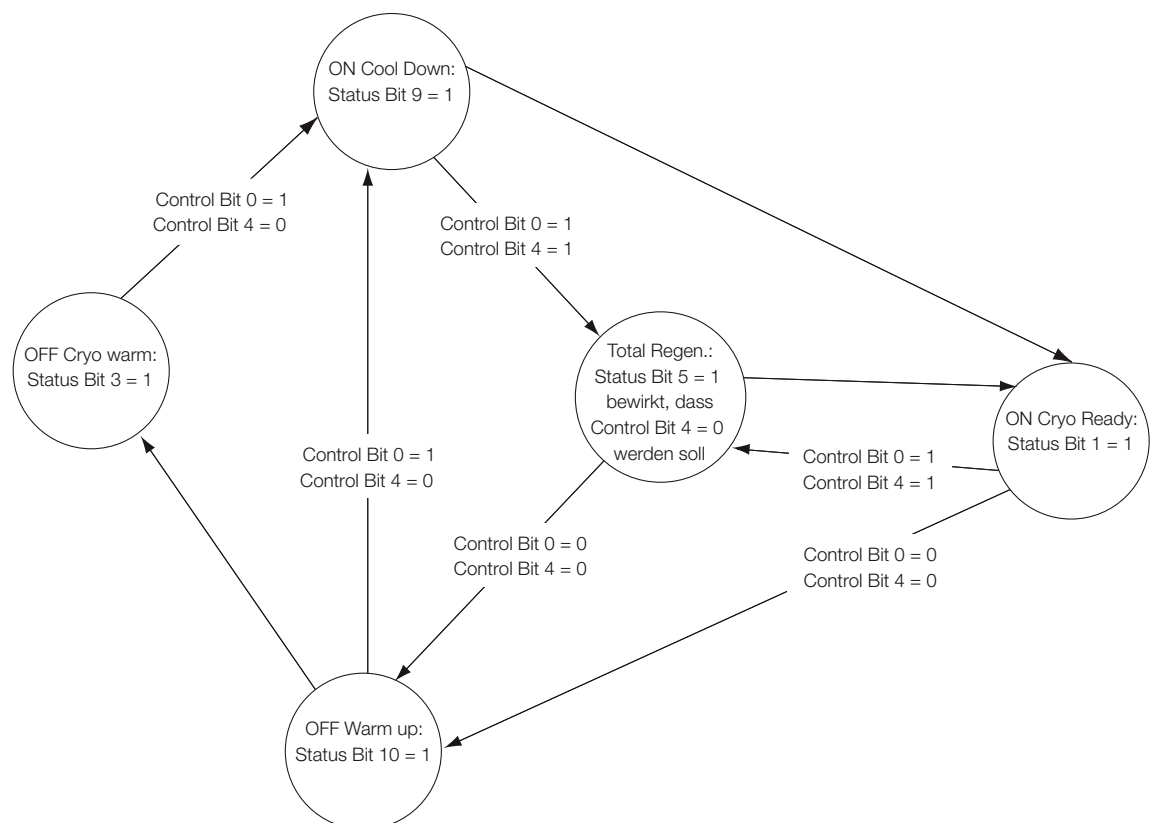 ON Cool Down:
Status Bit 9 = 1
Control Bit 0 = 1
Control Bit 4 = 0
Control Bit 0 = 1
Control Bit 4 = 1
OFF Cryo warm:
Status Bit 3 = 1
Total Regen.:
Status Bit 5 = 1
bewirkt, dass
Control Bit 4 = 0
werden soll
ON Cryo Ready:
Status Bit 1 = 1
Control Bit 0 = 1
Control Bit 4 = 0
Control Bit 0 = 1
Control Bit 4 = 1
Control Bit 0 = 0
Control Bit 4 = 0
Control Bit 0 = 0
Control Bit 4 = 0
OFF Warm up:
Status Bit 10 = 1